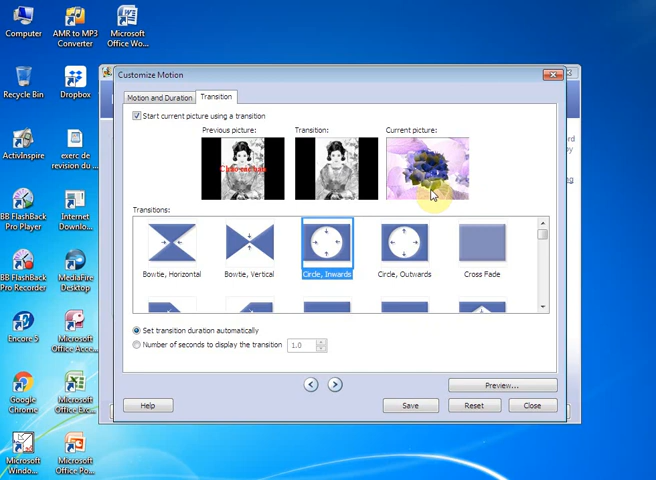 Computer
AMR to MP3
Converter
Microsoft
Office Wo...
Recycle Bin
Dropbox
ActivInspire
exerc de
revision du ...
BB FlashBack
Pro Player
Internet
Downlo...
BB FlashBack
Pro Recorder
MediaFire
Desktop
Encore 5
Microsoft
Office Acce...
Google
Chrome
Microsoft
Office Exc...
Microsoft
Windo...
Microsoft
Office Po...
Customize Motion
Motion and Duration
Transition
Start current picture using a transition
Previous picture:
Transition:
Current picture:
Transitions:
Bowtie, Horizontal
Bowtie, Vertical
Circle, Inwards
Circle, Outwards
Cross Fade
Set transition duration automatically
Number of seconds to display the transition
1.0
Preview...
Help
Save
Reset
Close